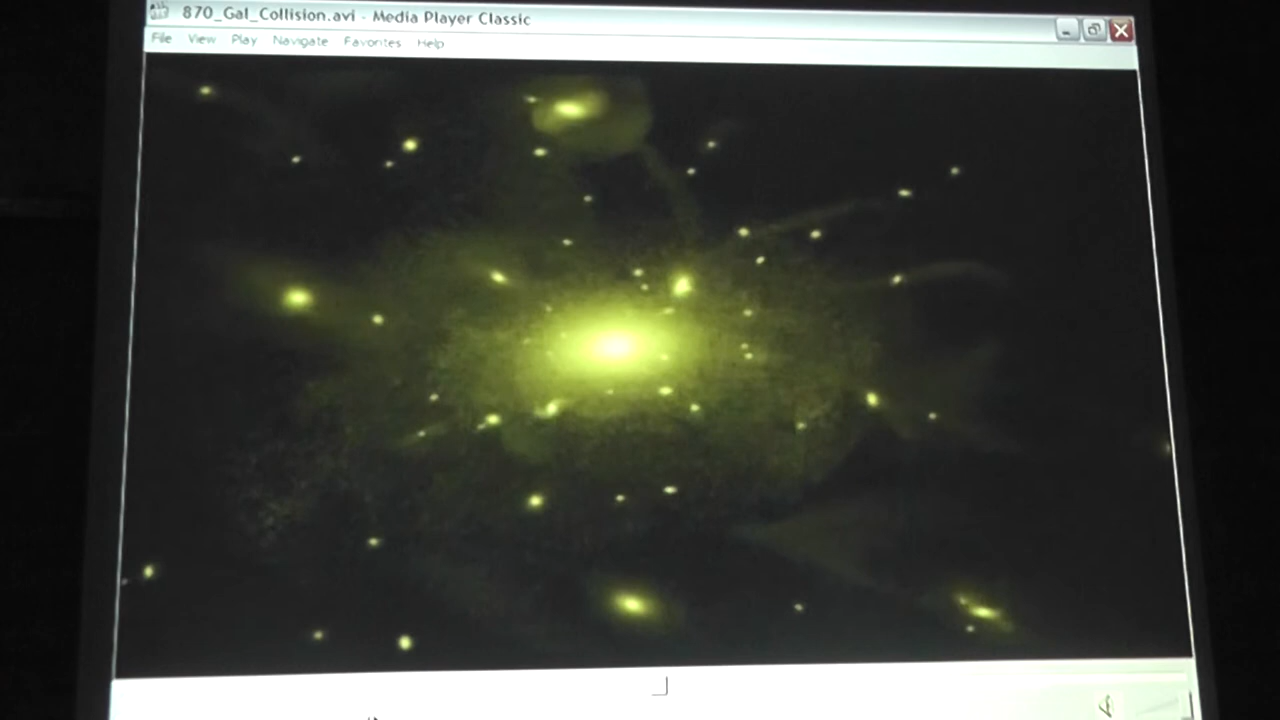 870_Gal_Collision.avi - Media Player Classic
File View Play Navigate Favorites Help